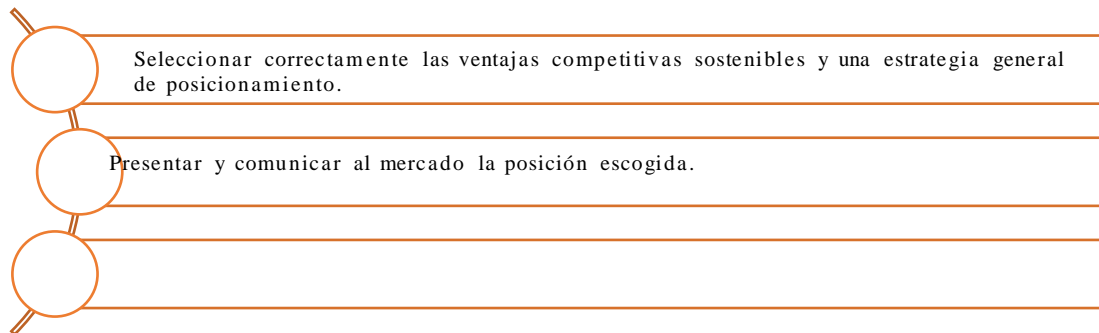 Seleccionar correctamente las ventajas competitivas sostenibles y una estrategia general
de posicionamiento.
Presentar y comunicar al mercado la posición escogida.